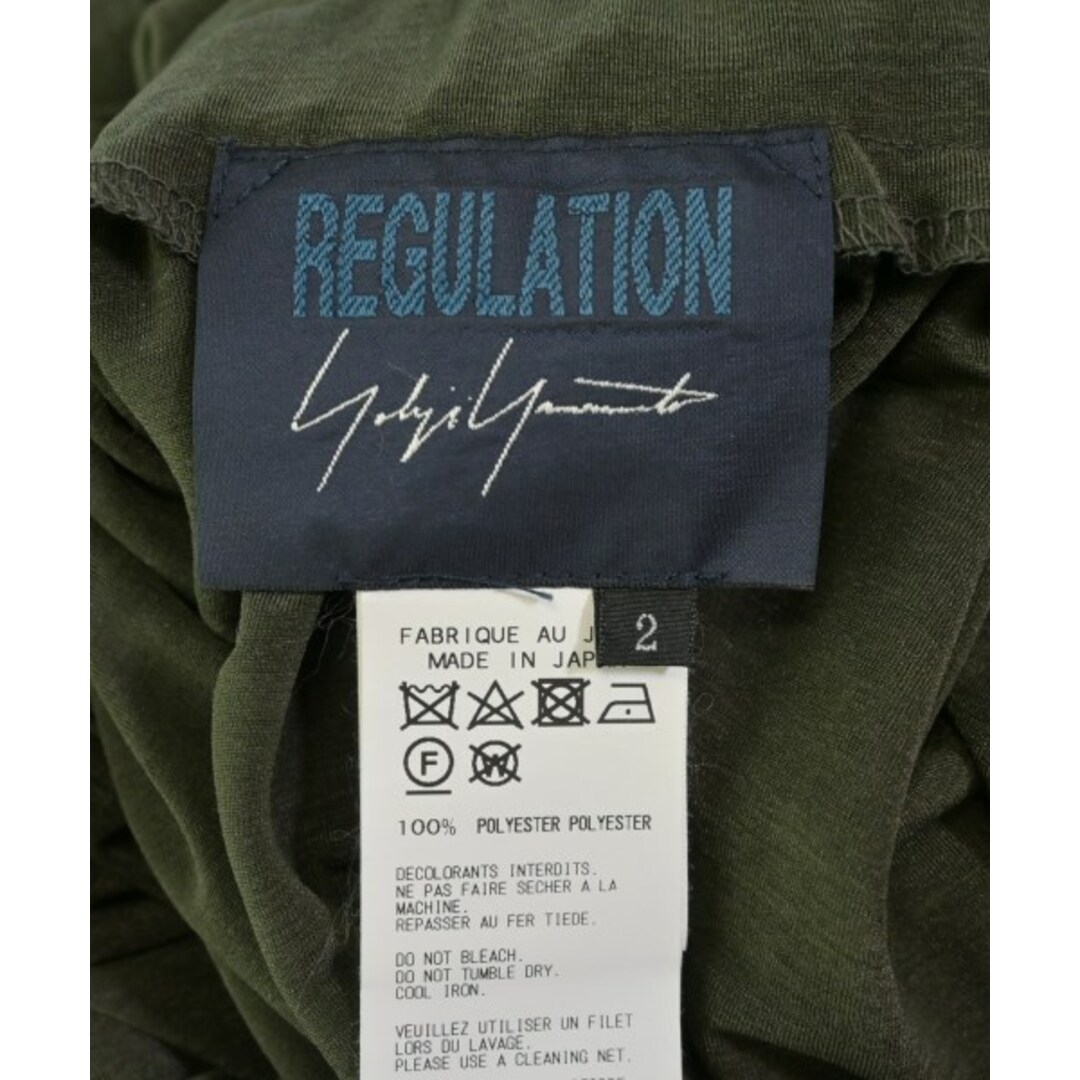 REGULATION
Yohji Yamamoto
2
FABRIQUE AU J
MADE IN JAP
F
W
100% POLYESTER POLYESTER
DECOLORANTS INTERDITS.
NE PAS FAIRE SECHER A LA
MACHINE.
REPASSER AU FER TIEDE.
DO NOT BLEACH.
DO NOT TUMBLE DRY.
COOL IRON.
VEUILLEZ UTILISER UN FILET
LORS DU LAVAGE.
PLEASE USE A CLEANING NET.